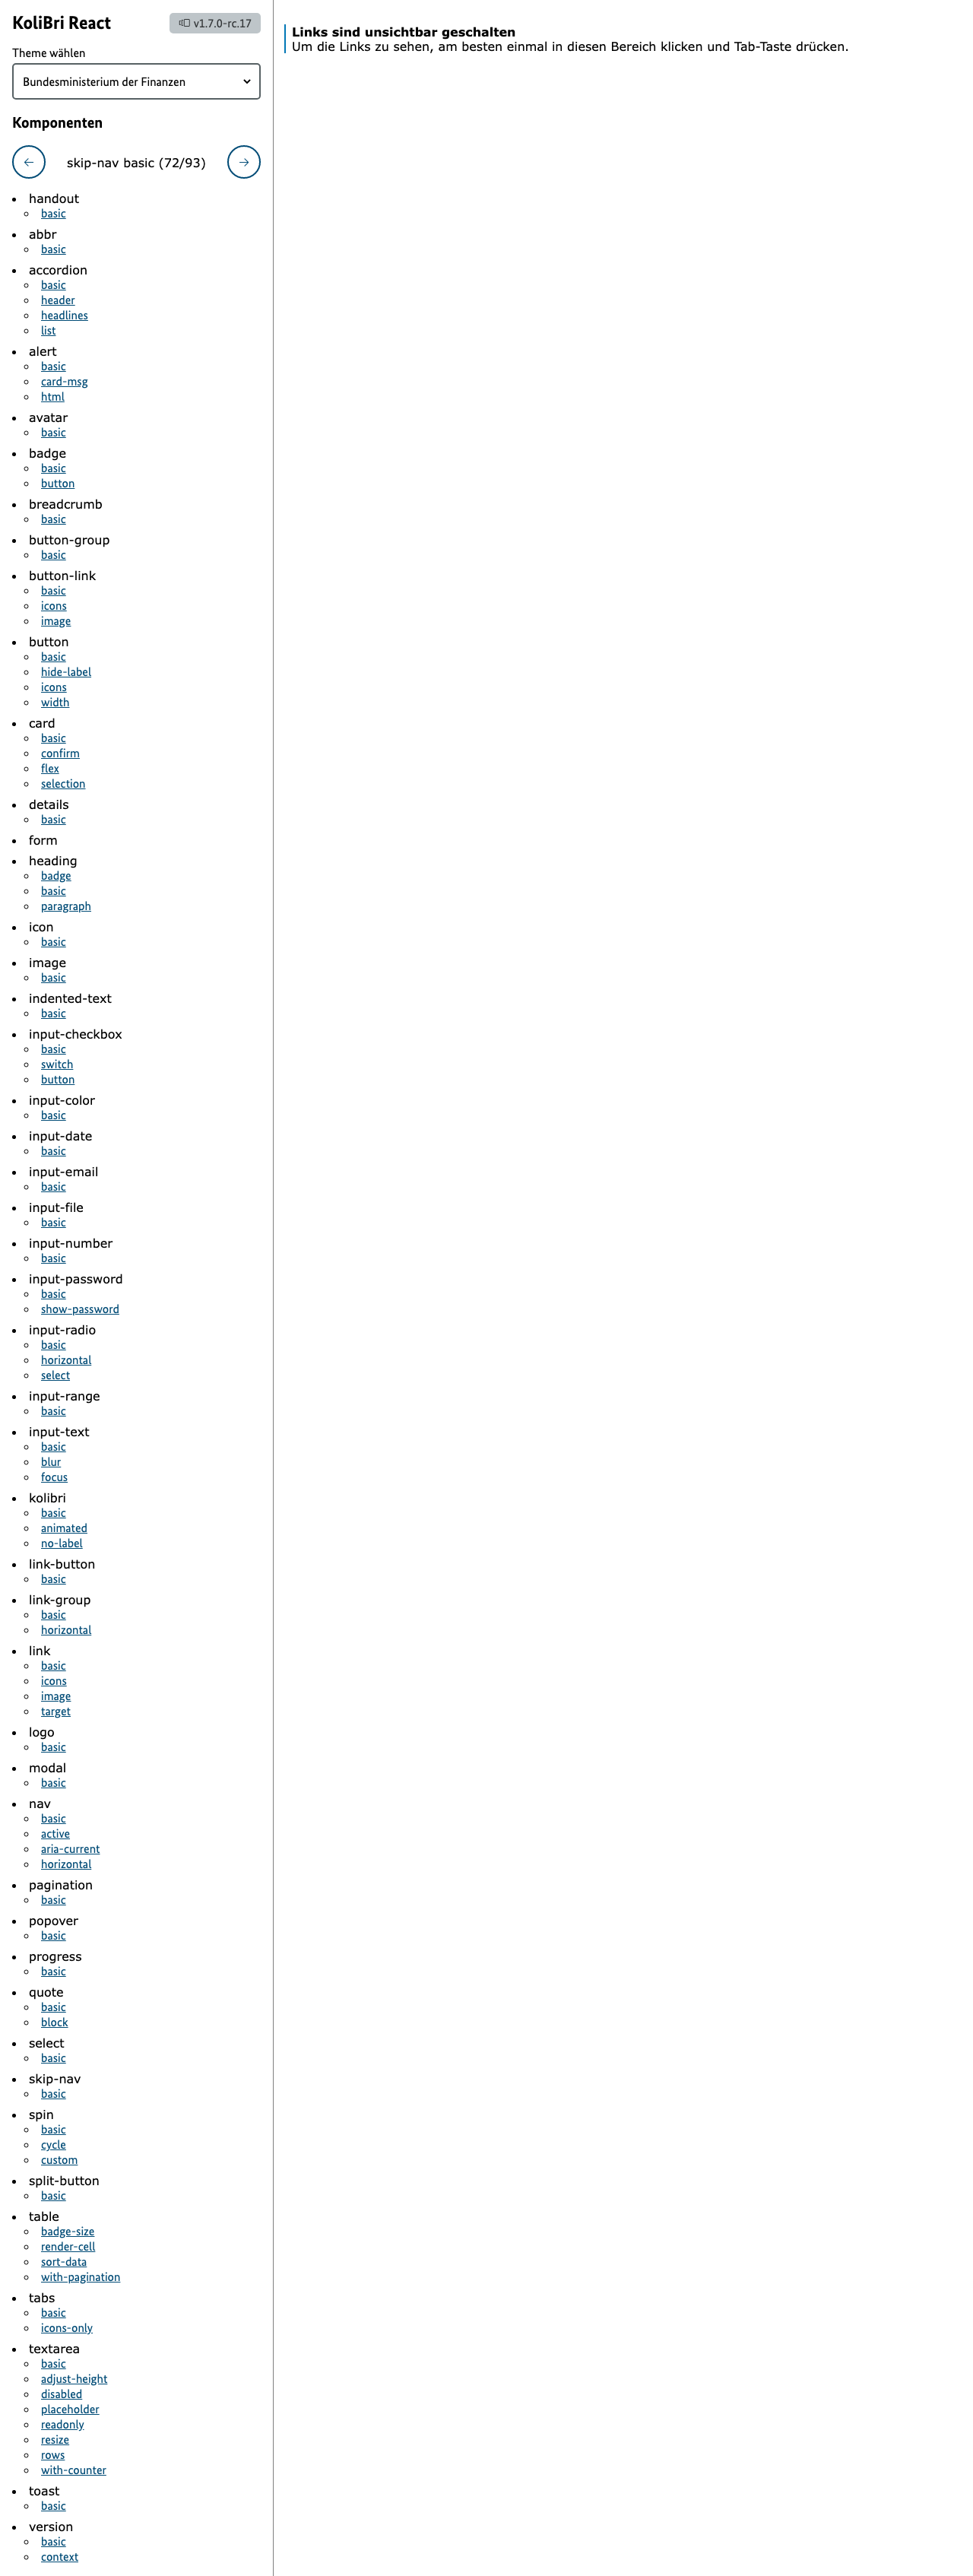 KoliBri React
v1.7.0-rc.17
Theme wählen
Bundesministerium der Finanzen
Komponenten
skip-nav basic (72/93)
handout
basic
abbr
basic
accordion
basic
header
headlines
list
alert
basic
card-msg
html
avatar
basic
badge
basic
button
breadcrumb
basic
button-group
basic
button-link
basic
icons
image
button
basic
hide-label
icons
width
card
basic
confirm
flex
selection
details
basic
form
heading
badge
basic
paragraph
icon
basic
image
basic
indented-text
basic
input-checkbox
basic
switch
button
input-color
basic
input-date
basic
input-email
basic
input-file
basic
input-number
basic
input-password
basic
show-password
input-radio
basic
horizontal
select
input-range
basic
input-text
basic
blur
focus
kolibri
basic
animated
no-label
link-button
basic
link-group
basic
horizontal
link
basic
icons
image
target
logo
basic
modal
basic
nav
basic
active
aria-current
horizontal
pagination
basic
popover
basic
progress
basic
quote
basic
block
select
basic
skip-nav
basic
spin
basic
cycle
custom
split-button
basic
table
badge-size
render-cell
sort-data
with-pagination
tabs
basic
icons-only
textarea
basic
adjust-height
disabled
placeholder
readonly
resize
rows
with-counter
toast
basic
version
basic
context
Links sind unsichtbar geschalten
Um die Links zu sehen, am besten einmal in diesen Bereich klicken und Tab-Taste drücken.